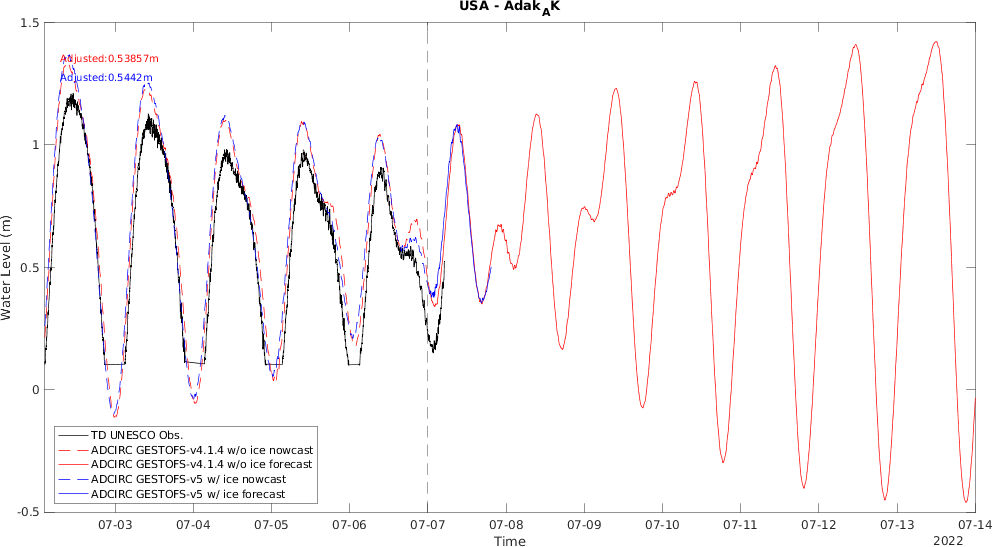 USA - Adak_AK
1.5
1
0.5
0
-0.5
Water Level (m)
Adjusted:0.53857m
Adjusted:0.5442m
TD UNESCO Obs.
ADCIRC GESTOFS-v4.1.4 w/o ice nowcast
ADCIRC GESTOFS-v4.1.4 w/o ice forecast
ADCIRC GESTOFS-v5 w/ ice nowcast
ADCIRC GESTOFS-v5 w/ ice forecast
07-03 07-04 07-05 07-06 07-07 07-08 07-09 07-10 07-11 07-12 07-13 07-14
Time
2022